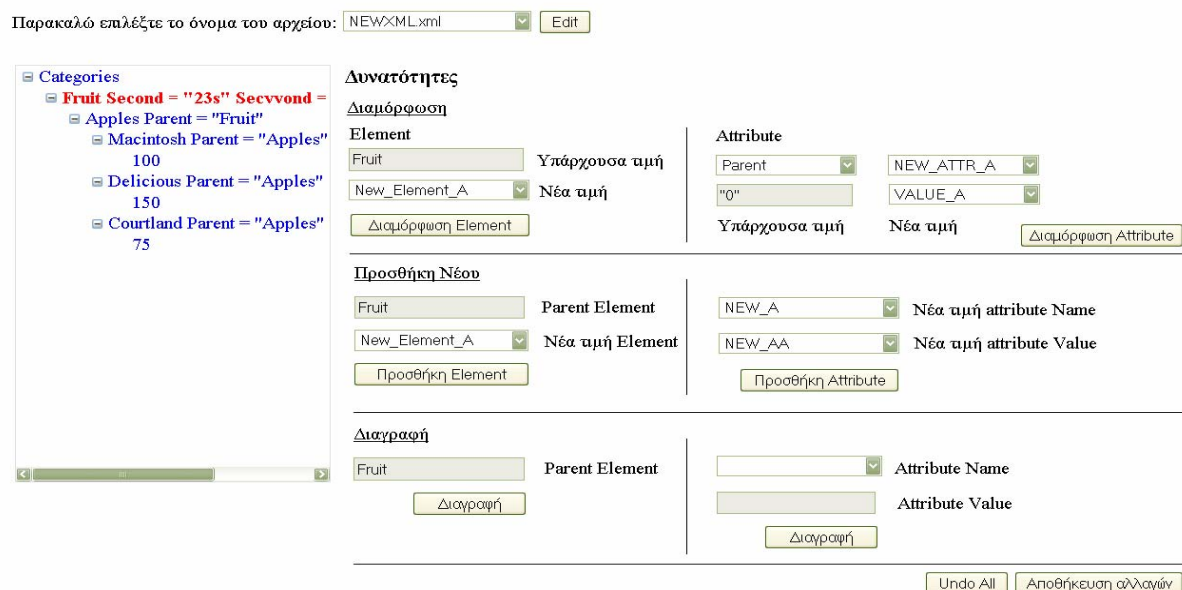 Παρακαλώ επιλέξτε το όνομα του αρχείου: NEWXML.xml Edit
Categories
Fruit Second = "23s" Secvvond =
Apples Parent = "Fruit"
Macintosh Parent = "Apples"
100
Delicious Parent = "Apples"
150
Courtland Parent = "Apples"
75
Δυνατότητες
Διαμόρφωση
Element
Fruit Υπάρχουσα τιμή
New_Element_A Νέα τιμή
Διαμόρφωση Element
Attribute
Parent NEW_ATTR_A
"0" VALUE_A
Υπάρχουσα τιμή Νέα τιμή
Διαμόρφωση Attribute
Προσθήκη Νέου
Fruit Parent Element
New_Element_A Νέα τιμή Element
Προσθήκη Element
NEW_A Νέα τιμή attribute Name
NEW_AA Νέα τιμή attribute Value
Προσθήκη Attribute
Διαγραφή
Fruit Parent Element
Διαγραφή
Attribute Name
Attribute Value
Διαγραφή
Undo All Αποθήκευση αλλαγών